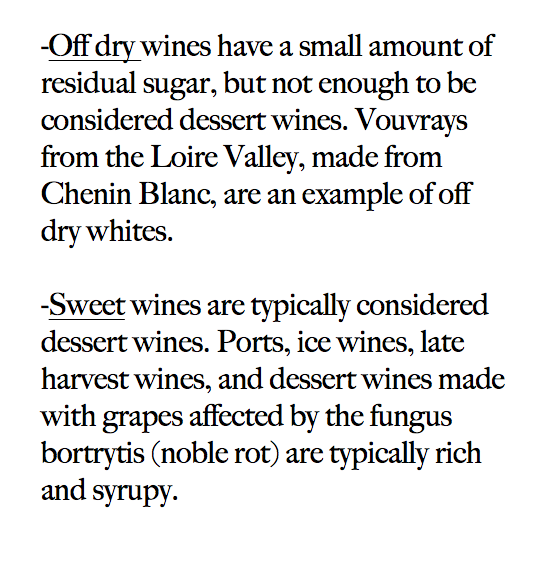 -Off dry wines have a small amount of
residual sugar, but not enough to be
considered dessert wines. Vouvrays
from the Loire Valley, made from
Chenin Blanc, are an example of off
dry whites.
-Sweet wines are typically considered
dessert wines. Ports, ice wines, late
harvest wines, and dessert wines made
with grapes affected by the fungus
bortrytis (noble rot) are typically rich
and syrupy.